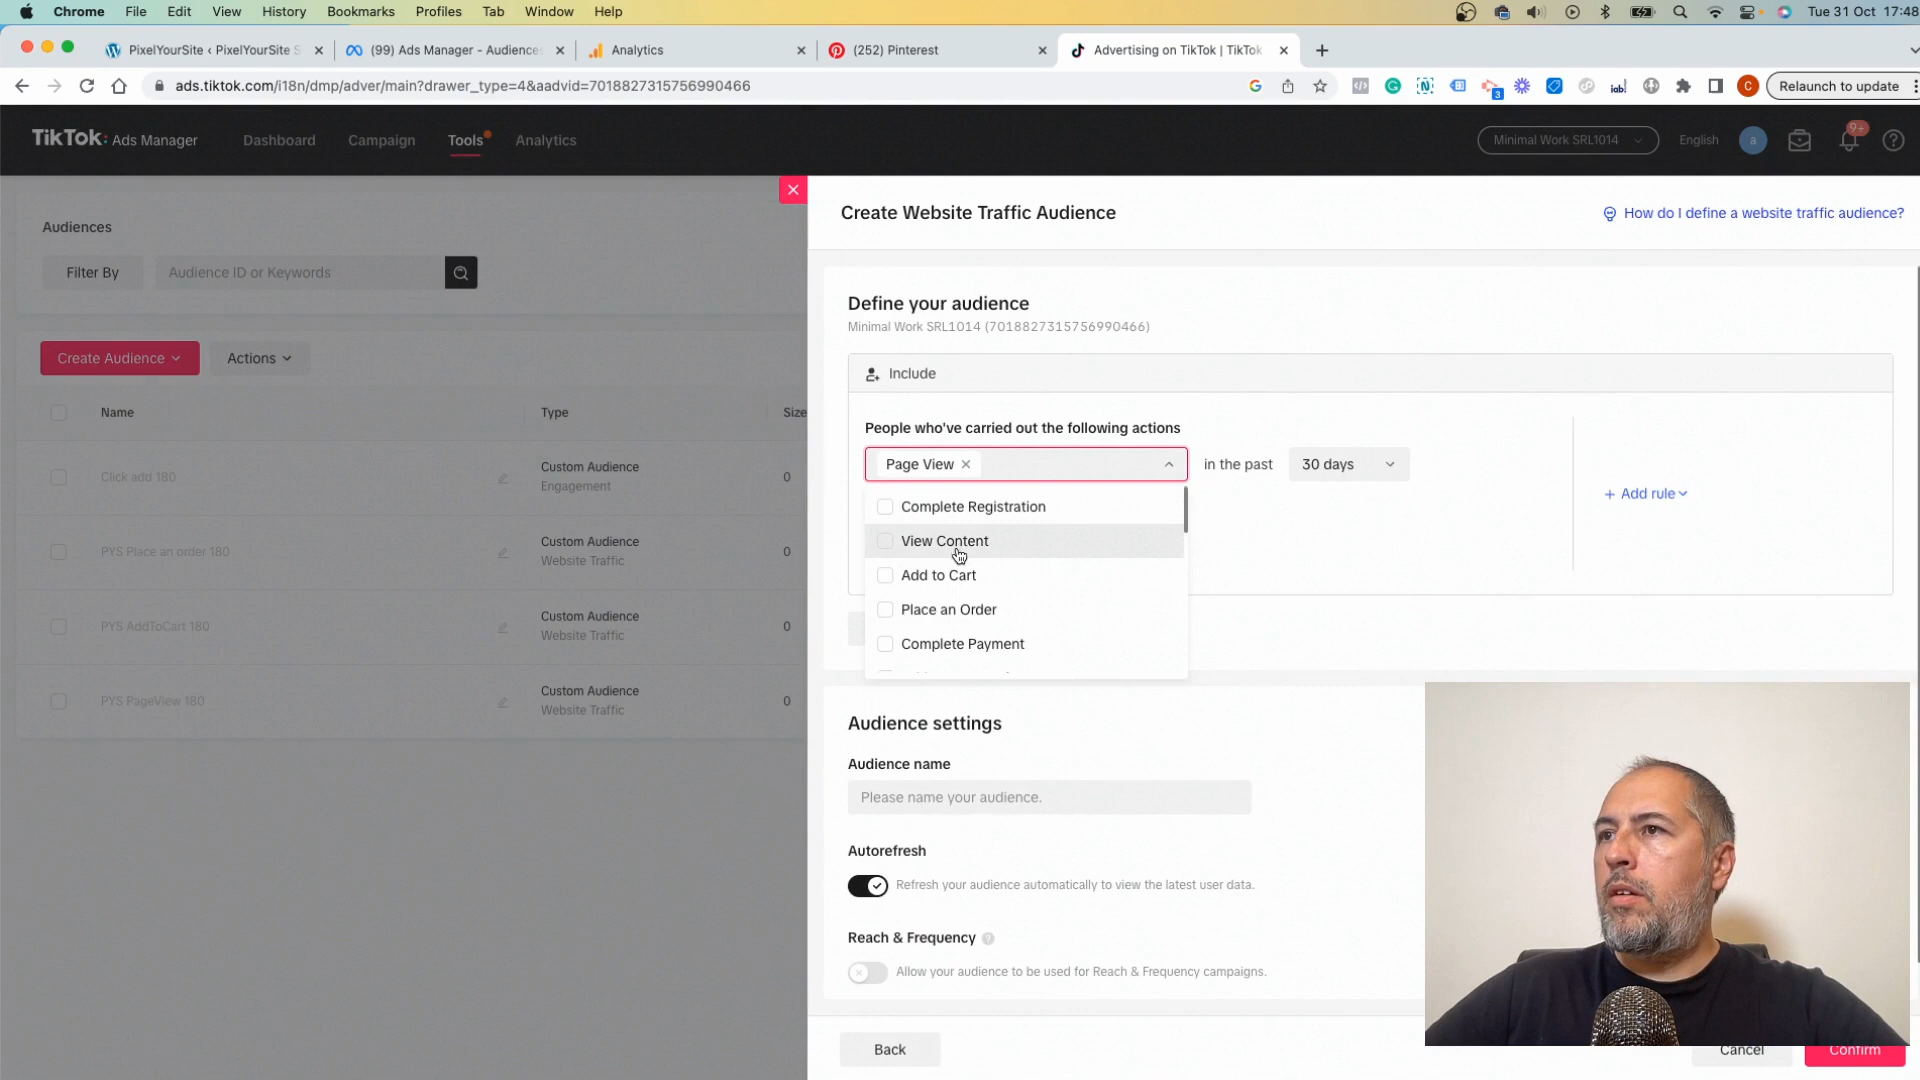 Chrome File Edit View History Bookmarks Profiles Tab Window Help Tue 31 Oct 17:48
PixelYourSite ‹ PixelYourSite S (99) Ads Manager - Audiences Analytics (252) Pinterest Advertising on TikTok | TikTok
ads.tiktok.com/i18n/dmp/adver/main?drawer_type=4&aadvid=7018827315756990466 3 iab! C Relaunch to update
TikTok: Ads Manager Dashboard Campaign Tools Analytics Minimal Work SRL1014 English a 9+
Create Website Traffic Audience How do I define a website traffic audience?
Audiences
Filter By Audience ID or Keywords
Create Audience Actions
Name Type Size
Click add 180 Custom Audience 0
Engagement
PYS Place an order 180 Custom Audience 0
Website Traffic
PYS AddToCart 180 Custom Audience 0
Website Traffic
PYS PageView 180 Custom Audience 0
Website Traffic
Define your audience
Minimal Work SRL1014 (7018827315756990466)
Include
People who've carried out the following actions
Page View in the past 30 days
+ Add rule
Complete Registration
View Content
Add to Cart
Place an Order
Complete Payment
Audience settings
Audience name
Please name your audience.
Autorefresh
Refresh your audience automatically to view the latest user data.
Reach & Frequency
Allow your audience to be used for Reach & Frequency campaigns.
Back Cancel Confirm